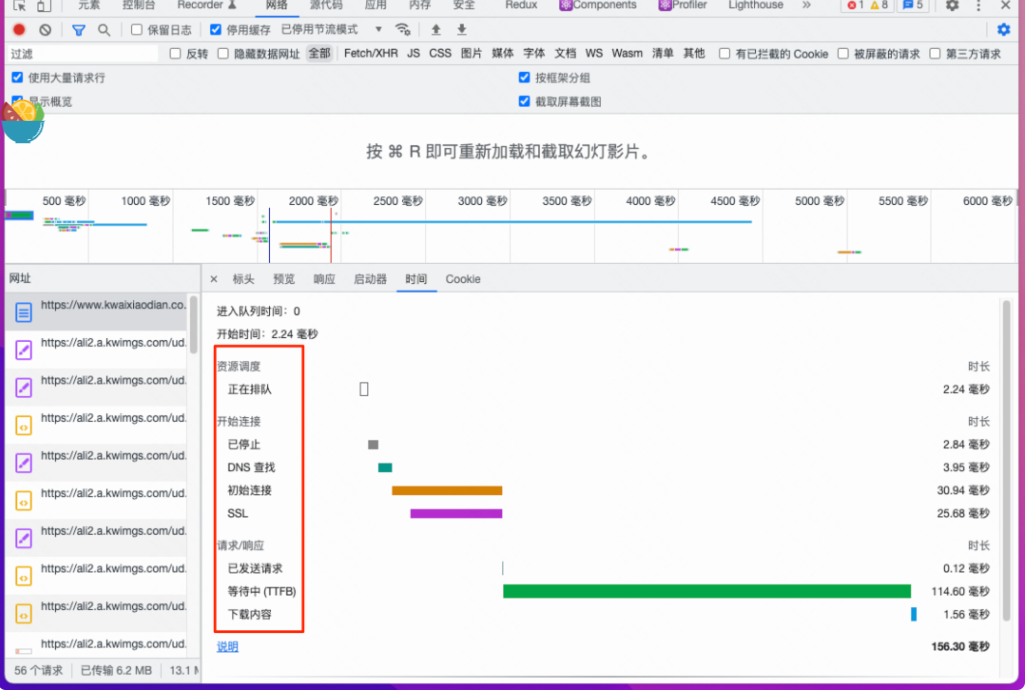 元素 控制台 Recorder 网络 源代码 应用 内存 安全 Redux Components Profiler Lighthouse » 1 8 5
保留日志 停用缓存 已停用节流模式
过滤 反转 隐藏数据网址 全部 Fetch/XHR JS CSS 图片 媒体 字体 文档 WS Wasm 清单 其他 有已拦截的 Cookie 被屏蔽的请求 第三方请求
使用大量请求行 按框架分组
显示概览 截取屏幕截图
按 ⌘ R 即可重新加载和截取幻灯影片。
500 毫秒 1000 毫秒 1500 毫秒 2000 毫秒 2500 毫秒 3000 毫秒 3500 毫秒 4000 毫秒 4500 毫秒 5000 毫秒 5500 毫秒 6000 毫秒
网址 × 标头 预览 响应 启动器 时间 Cookie
https://www.kwaixiaodian.co.
https://ali2.a.kwimgs.com/ud.
https://ali2.a.kwimgs.com/ud.
https://ali2.a.kwimgs.com/ud.
https://ali2.a.kwimgs.com/ud.
https://ali2.a.kwimgs.com/ud.
https://ali2.a.kwimgs.com/ud.
https://ali2.a.kwimgs.com/ud.
https://ali2.a.kwimgs.com/ud.
https://ali2.a.kwimgs.com/ud.
56 个请求 已传输 6.2 MB 13.1 M
进入队列时间：0
开始时间：2.24 毫秒
资源调度 时长
正在排队 2.24 毫秒
开始连接 时长
已停止 2.84 毫秒
DNS 查找 3.95 毫秒
初始连接 30.94 毫秒
SSL 25.68 毫秒
请求/响应 时长
已发送请求 0.12 毫秒
等待中 (TTFB) 114.60 毫秒
下载内容 1.56 毫秒
说明 156.30 毫秒